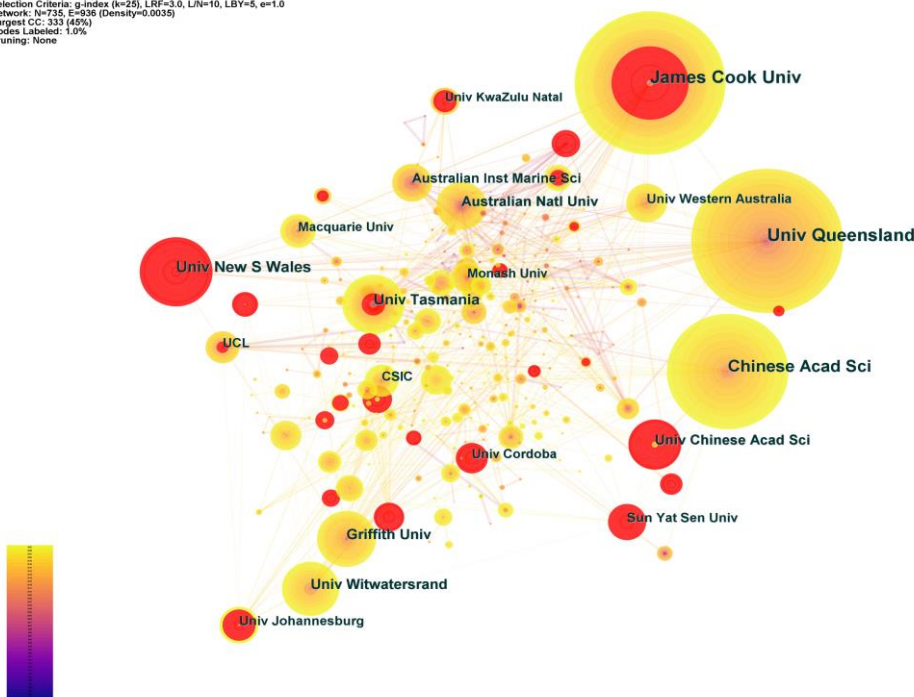 election Criteria: g-index (k=25), LRF=3.0, L/N=10, LBY=5, e=1.0
etwork: N=735, E=936 (Density=0.0035)
argest CC: 333 (45%)
odes Labeled: 1.0%
runing: None
James Cook Univ
Univ KwaZulu Natal
Australian Inst Marine Sci
Australian Natl Univ
Univ Western Australia
Macquarie Univ
Univ Queensland
Univ New S Wales
Monash Univ
Univ Tasmania
UCL
Chinese Acad Sci
CSIC
Univ Chinese Acad Sci
Univ Cordoba
Sun Yat Sen Univ
Griffith Univ
Univ Witwatersrand
Univ Johannesburg